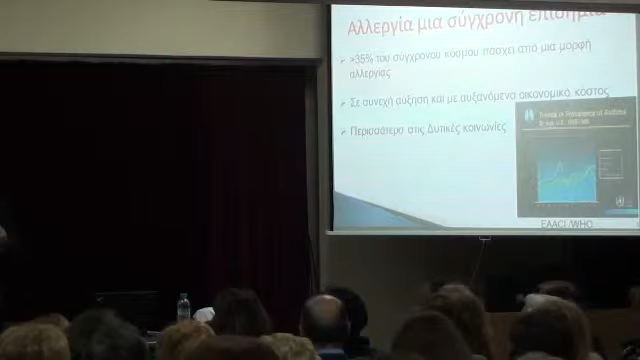 Αλλεργία μια σύγχρονη επιδημία
>35% του σύγχρονου κόσμου πάσχει από μια μορφή
αλλεργίας
Σε συνεχή αύξηση και με αυξανόμενο οικονομικό κόστος
Περισσότερο στις Δυτικές κοινωνίες
Trends in Prevalence of Asthma
EAACI /WHO